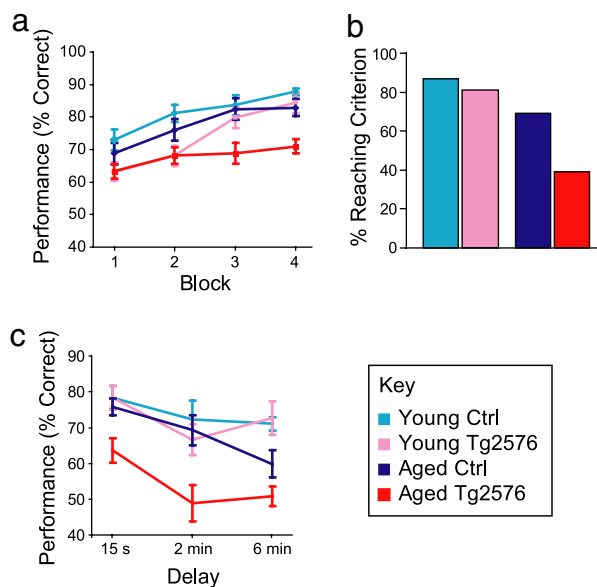 a
Performance (% Correct)
100
90
80
70
60
50
40
1 2 3 4
Block
b
% Reaching Criterion
100
80
60
40
20
0
c
Performance (% Correct)
90
80
70
60
50
40
15 s 2 min 6 min
Delay
Key
Young Ctrl
Young Tg2576
Aged Ctrl
Aged Tg2576